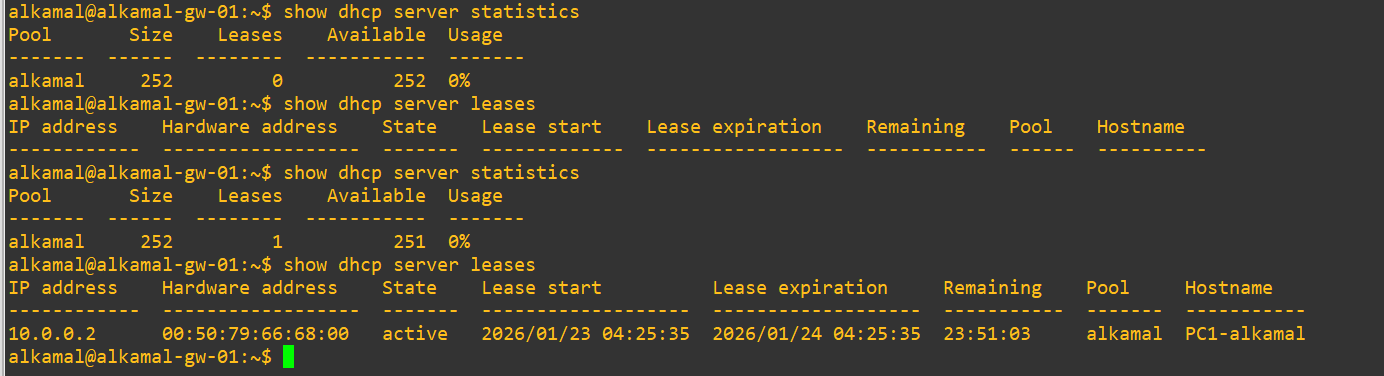 alkamal@alkamal-gw-01:~$ show dhcp server statistics
Pool       Size    Leases    Available  Usage
-------  ------  --------  -----------  -------
alkamal     252         0          252  0%
alkamal@alkamal-gw-01:~$ show dhcp server leases
IP address    Hardware address    State    Lease start    Lease expiration    Remaining    Pool    Hostname
------------  ------------------  -------  -------------  ------------------  -----------  ------  ----------
alkamal@alkamal-gw-01:~$ show dhcp server statistics
Pool       Size    Leases    Available  Usage
-------  ------  --------  -----------  -------
alkamal     252         1          251  0%
alkamal@alkamal-gw-01:~$ show dhcp server leases
IP address    Hardware address    State    Lease start          Lease expiration     Remaining    Pool     Hostname
------------  ------------------  -------  -------------------  -------------------  -----------  -------  -----------
10.0.0.2      00:50:79:66:68:00   active   2026/01/23 04:25:35  2026/01/24 04:25:35  23:51:03     alkamal  PC1-alkamal
alkamal@alkamal-gw-01:~$